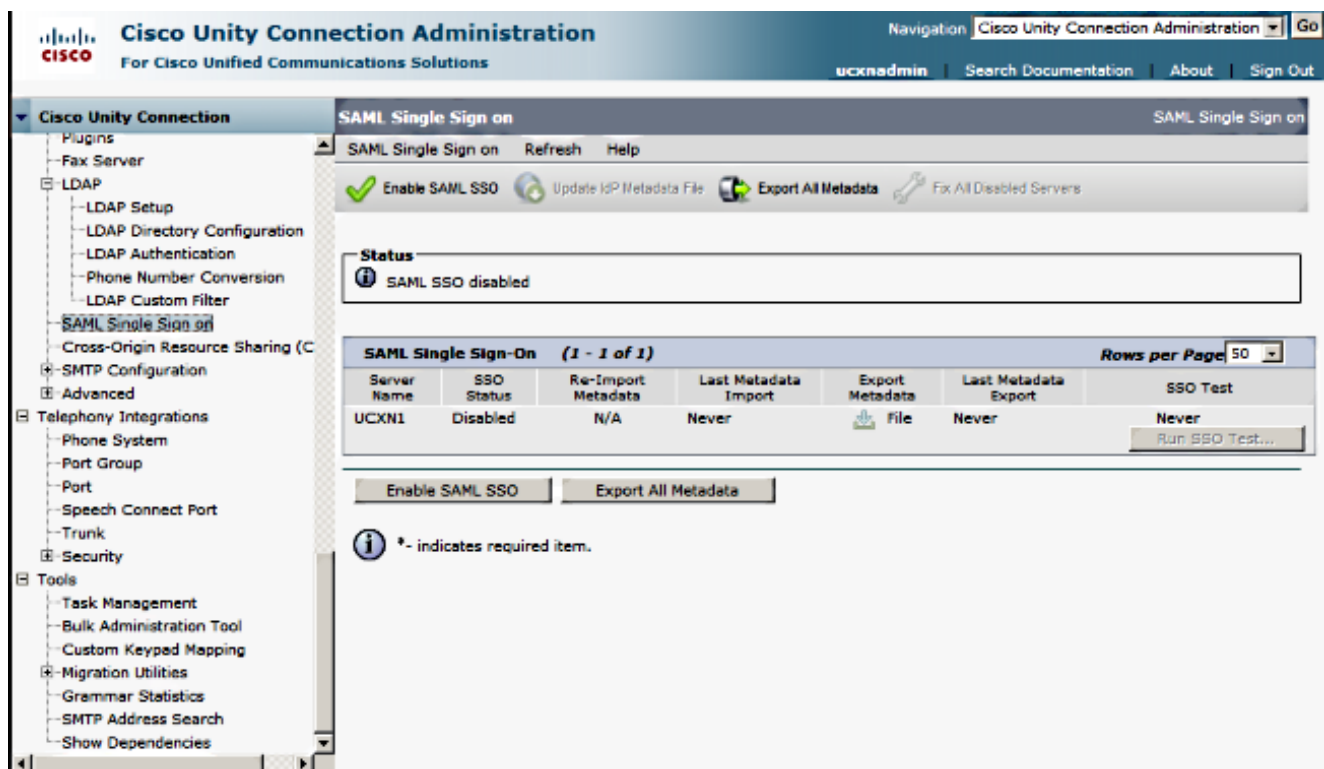 CISCO
Cisco Unity Connection Administration
For Cisco Unified Communications Solutions
Navigation Cisco Unity Connection Administration Go
ucxnadmin | Search Documentation | About | Sign Out
Cisco Unity Connection
Plugins
Fax Server
LDAP
LDAP Setup
LDAP Directory Configuration
LDAP Authentication
Phone Number Conversion
LDAP Custom Filter
SAML Single Sign on
Cross-Origin Resource Sharing (C
SMTP Configuration
Advanced
Telephony Integrations
Phone System
Port Group
Port
Speech Connect Port
Trunk
Security
Tools
Task Management
Bulk Administration Tool
Custom Keypad Mapping
Migration Utilities
Grammar Statistics
SMTP Address Search
Show Dependencies
SAML Single Sign on SAML Single Sign on
SAML Single Sign on Refresh Help
Enable SAML SSO Update IdP Metadata File Export All Metadata Fix All Disabled Servers
Status
SAML SSO disabled
SAML Single Sign-On (1 - 1 of 1) Rows per Page 50
Server Name SSO Status Re-Import Metadata Last Metadata Import Export Metadata Last Metadata Export SSO Test
UCXN1 Disabled N/A Never File Never Never
Run SSO Test...
Enable SAML SSO Export All Metadata
*- indicates required item.